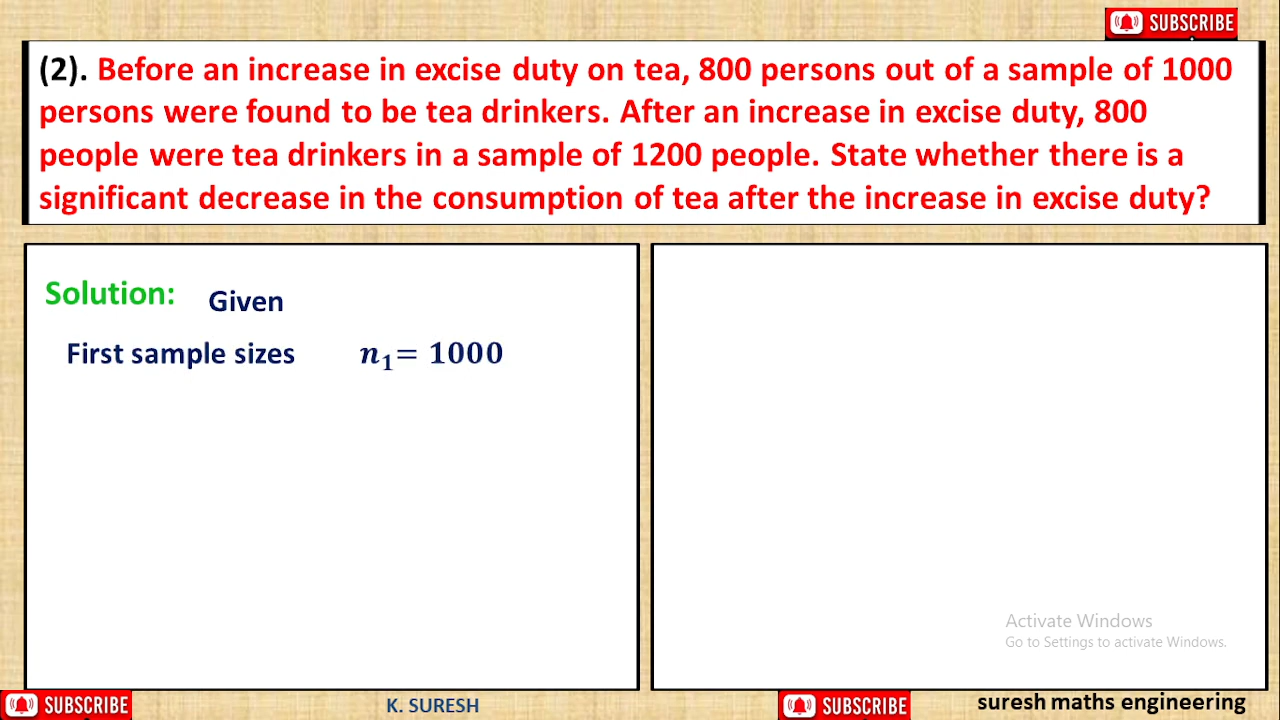 SUBSCRIBE
(2). Before an increase in excise duty on tea, 800 persons out of a sample of 1000
persons were found to be tea drinkers. After an increase in excise duty, 800
people were tea drinkers in a sample of 1200 people. State whether there is a
significant decrease in the consumption of tea after the increase in excise duty?
Solution: Given
First sample sizes n₁= 1000
Activate Windows
Go to Settings to activate Windows.
SUBSCRIBE K. SURESH SUBSCRIBE suresh maths engineering